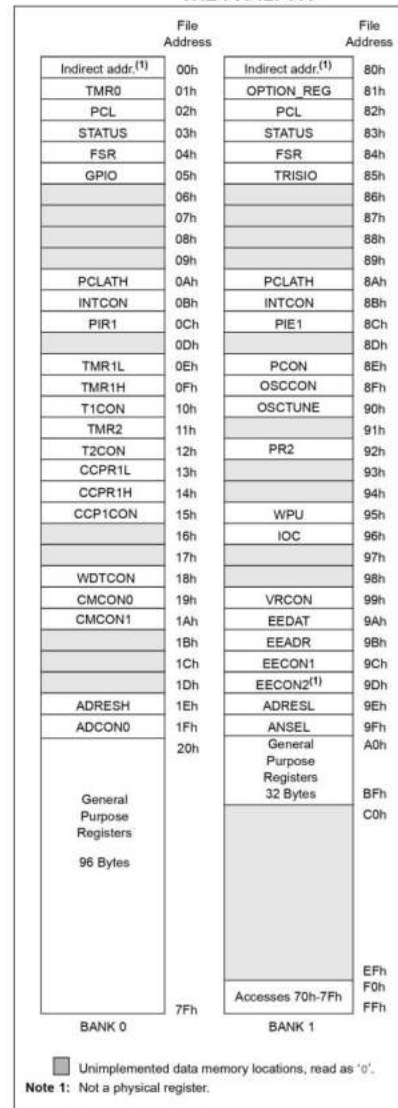 File
Address
File
Address
Indirect addr.(1) 00h Indirect addr.(1) 80h
TMR0 01h OPTION_REG 81h
PCL 02h PCL 82h
STATUS 03h STATUS 83h
FSR 04h FSR 84h
GPIO 05h TRISIO 85h
06h 86h
07h 87h
08h 88h
09h 89h
PCLATH 0Ah PCLATH 8Ah
INTCON 0Bh INTCON 8Bh
PIR1 0Ch PIE1 8Ch
0Dh 8Dh
TMR1L 0Eh PCON 8Eh
TMR1H 0Fh OSCCON 8Fh
T1CON 10h OSCTUNE 90h
TMR2 11h 91h
T2CON 12h PR2 92h
CCPR1L 13h 93h
CCPR1H 14h 94h
CCP1CON 15h WPU 95h
16h IOC 96h
17h 97h
WDTCON 18h 98h
CMCON0 19h VRCON 99h
CMCON1 1Ah EEDAT 9Ah
1Bh EEADR 9Bh
1Ch EECON1 9Ch
1Dh EECON2(1) 9Dh
ADRESH 1Eh ADRESL 9Eh
ADCON0 1Fh ANSEL 9Fh
20h
General
Purpose
Registers
96 Bytes
7Fh
General
Purpose
Registers
32 Bytes
A0h
BFh
C0h
EFh
F0h
Accesses 70h-7Fh
FFh
BANK 0 BANK 1
Unimplemented data memory locations, read as '0'.
Note 1: Not a physical register.